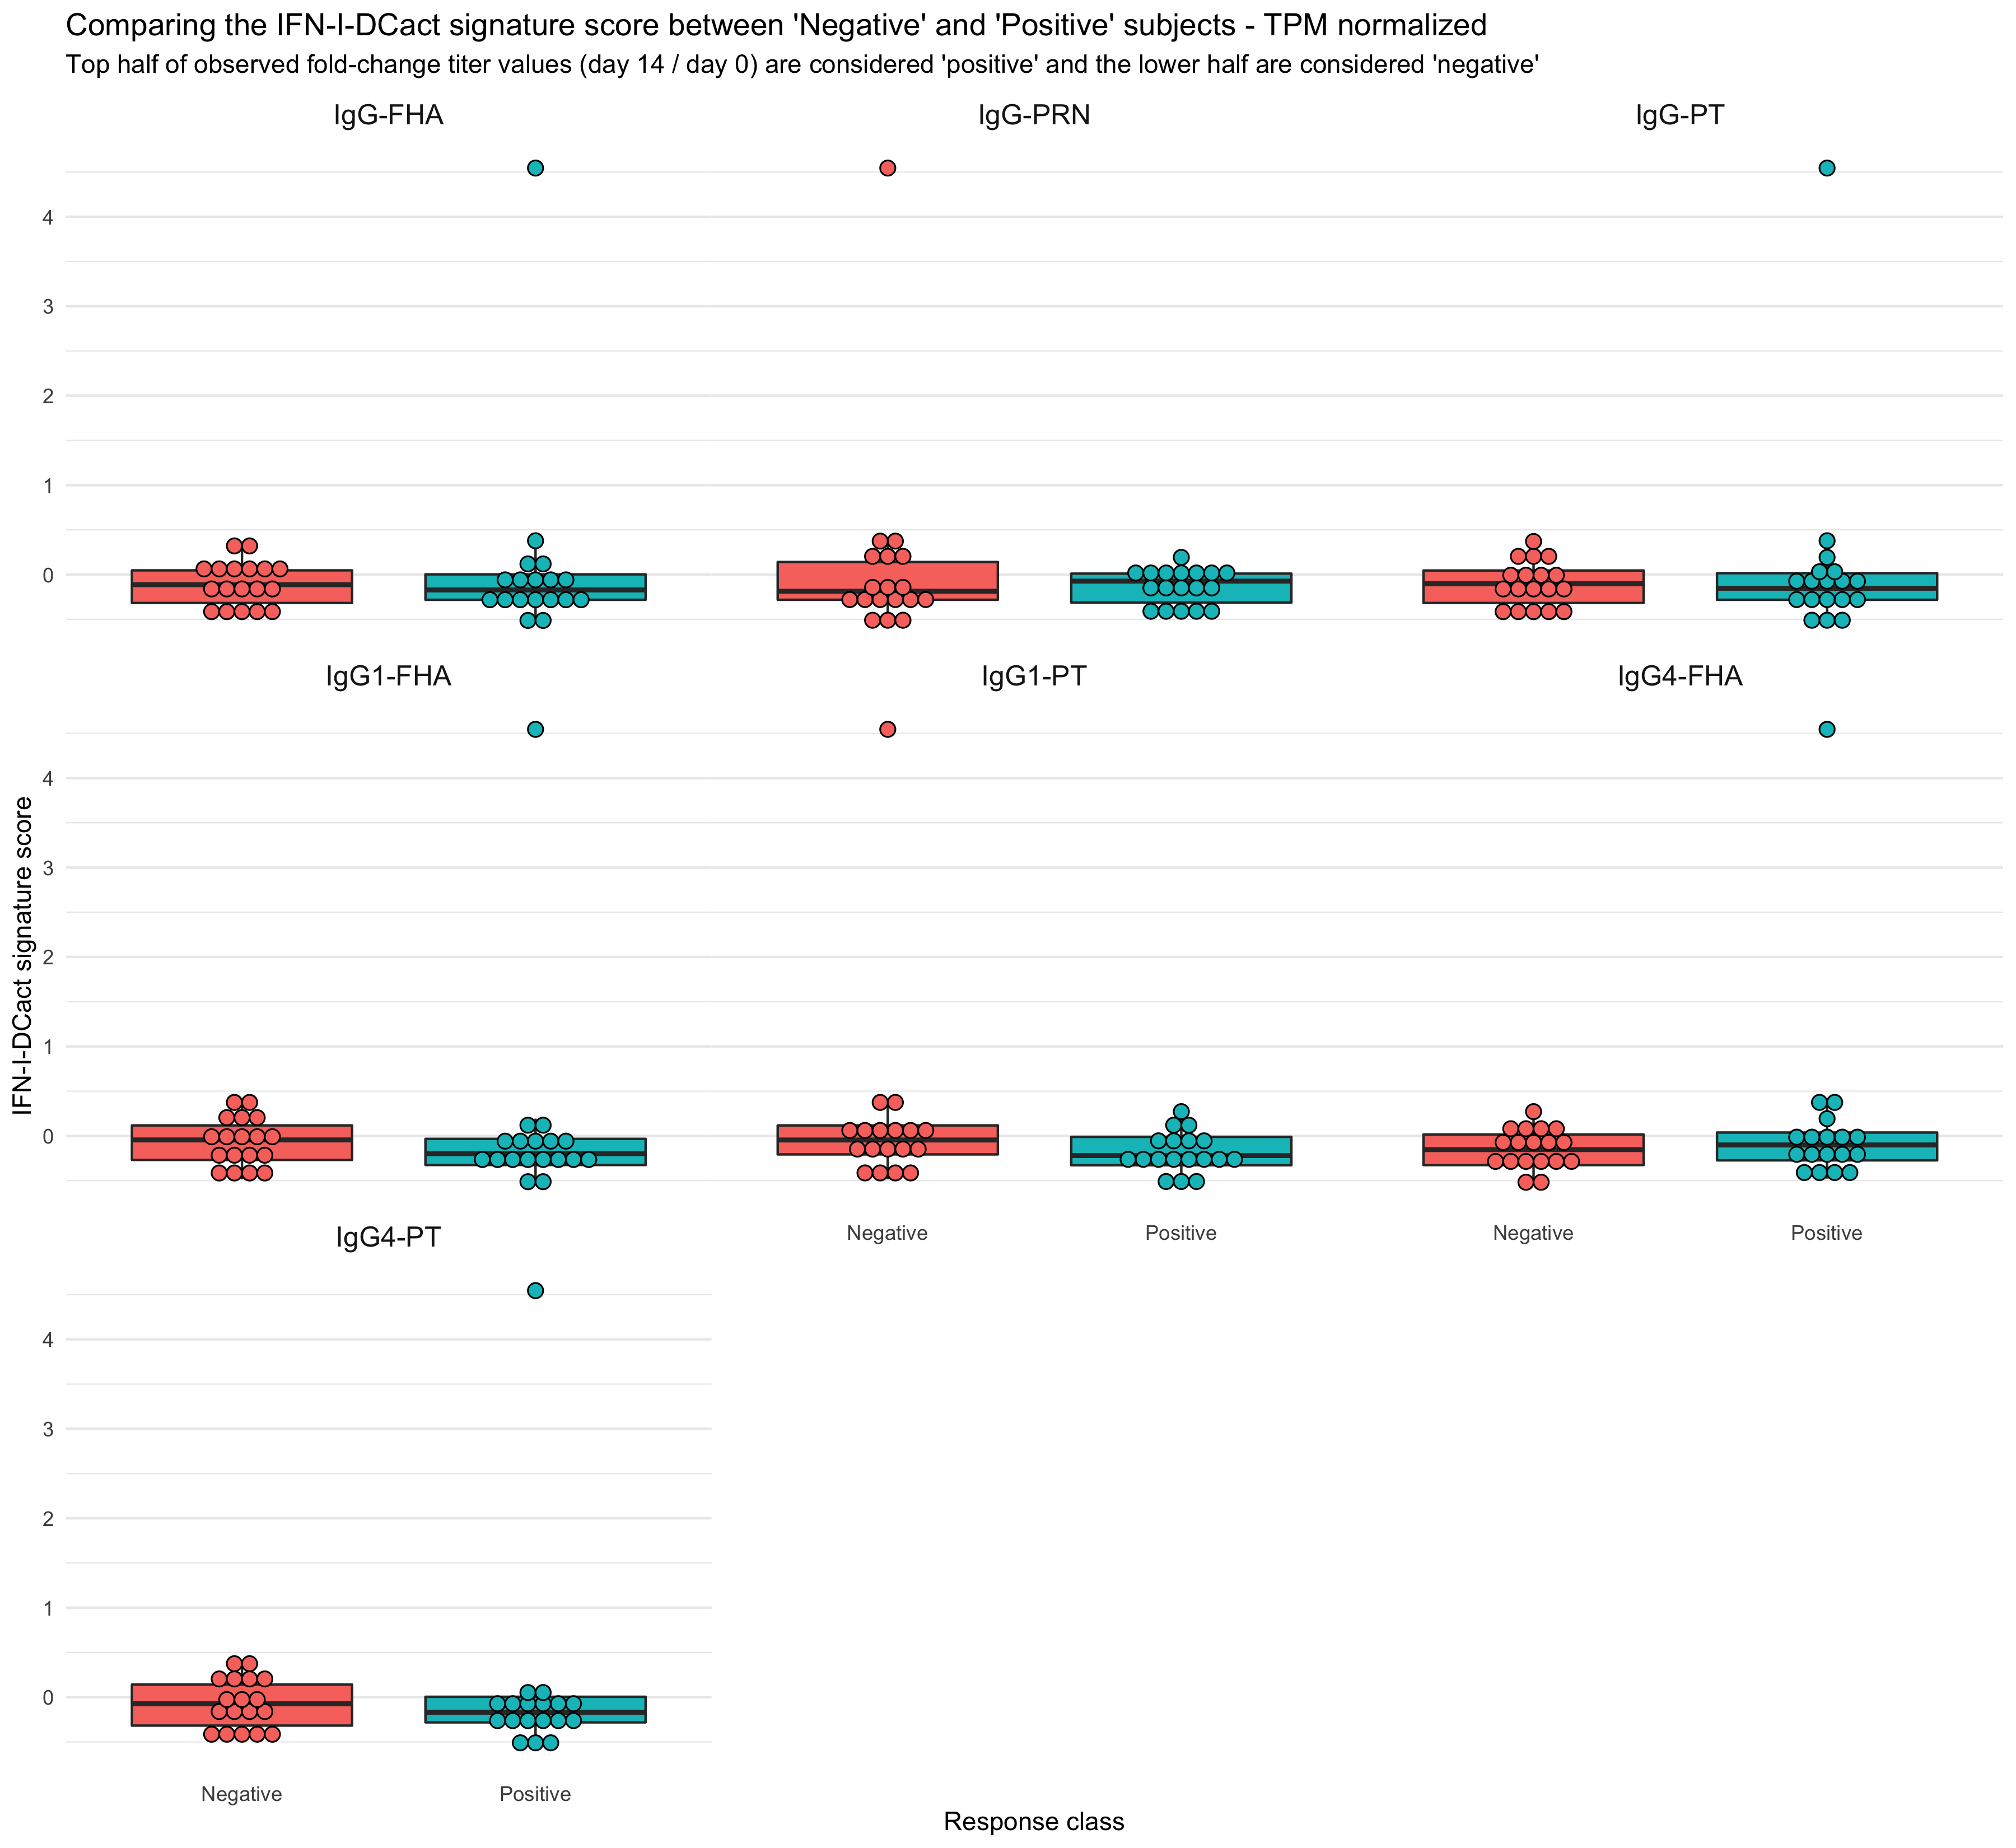 Comparing the IFN-I-DCact signature score between 'Negative' and 'Positive' subjects - TPM normalized
Top half of observed fold-change titer values (day 14 / day 0) are considered 'positive' and the lower half are considered 'negative'
IgG-FHA
IgG-PRN
IgG-PT
4
3
2
1
0
IgG1-FHA
IgG1-PT
IgG4-FHA
4
3
2
1
0
Negative
Positive
Negative
Positive
IgG4-PT
4
3
2
1
0
Negative
Positive
IFN-I-DCact signature score
Response class